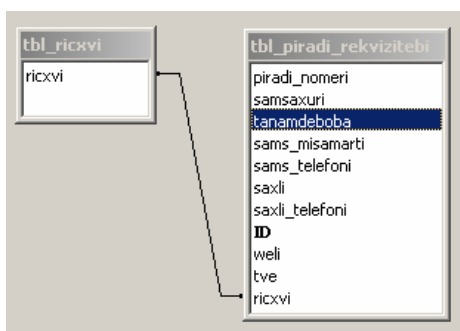 tbl_ricxvi
ricxvi
tbl_piradi_rekvizitebi
piradi_nomeri
samsaxuri
tanamdeboba
sams_misamarti
sams_telefoni
saxli
saxli_telefoni
ID
weli
tve
ricxvi